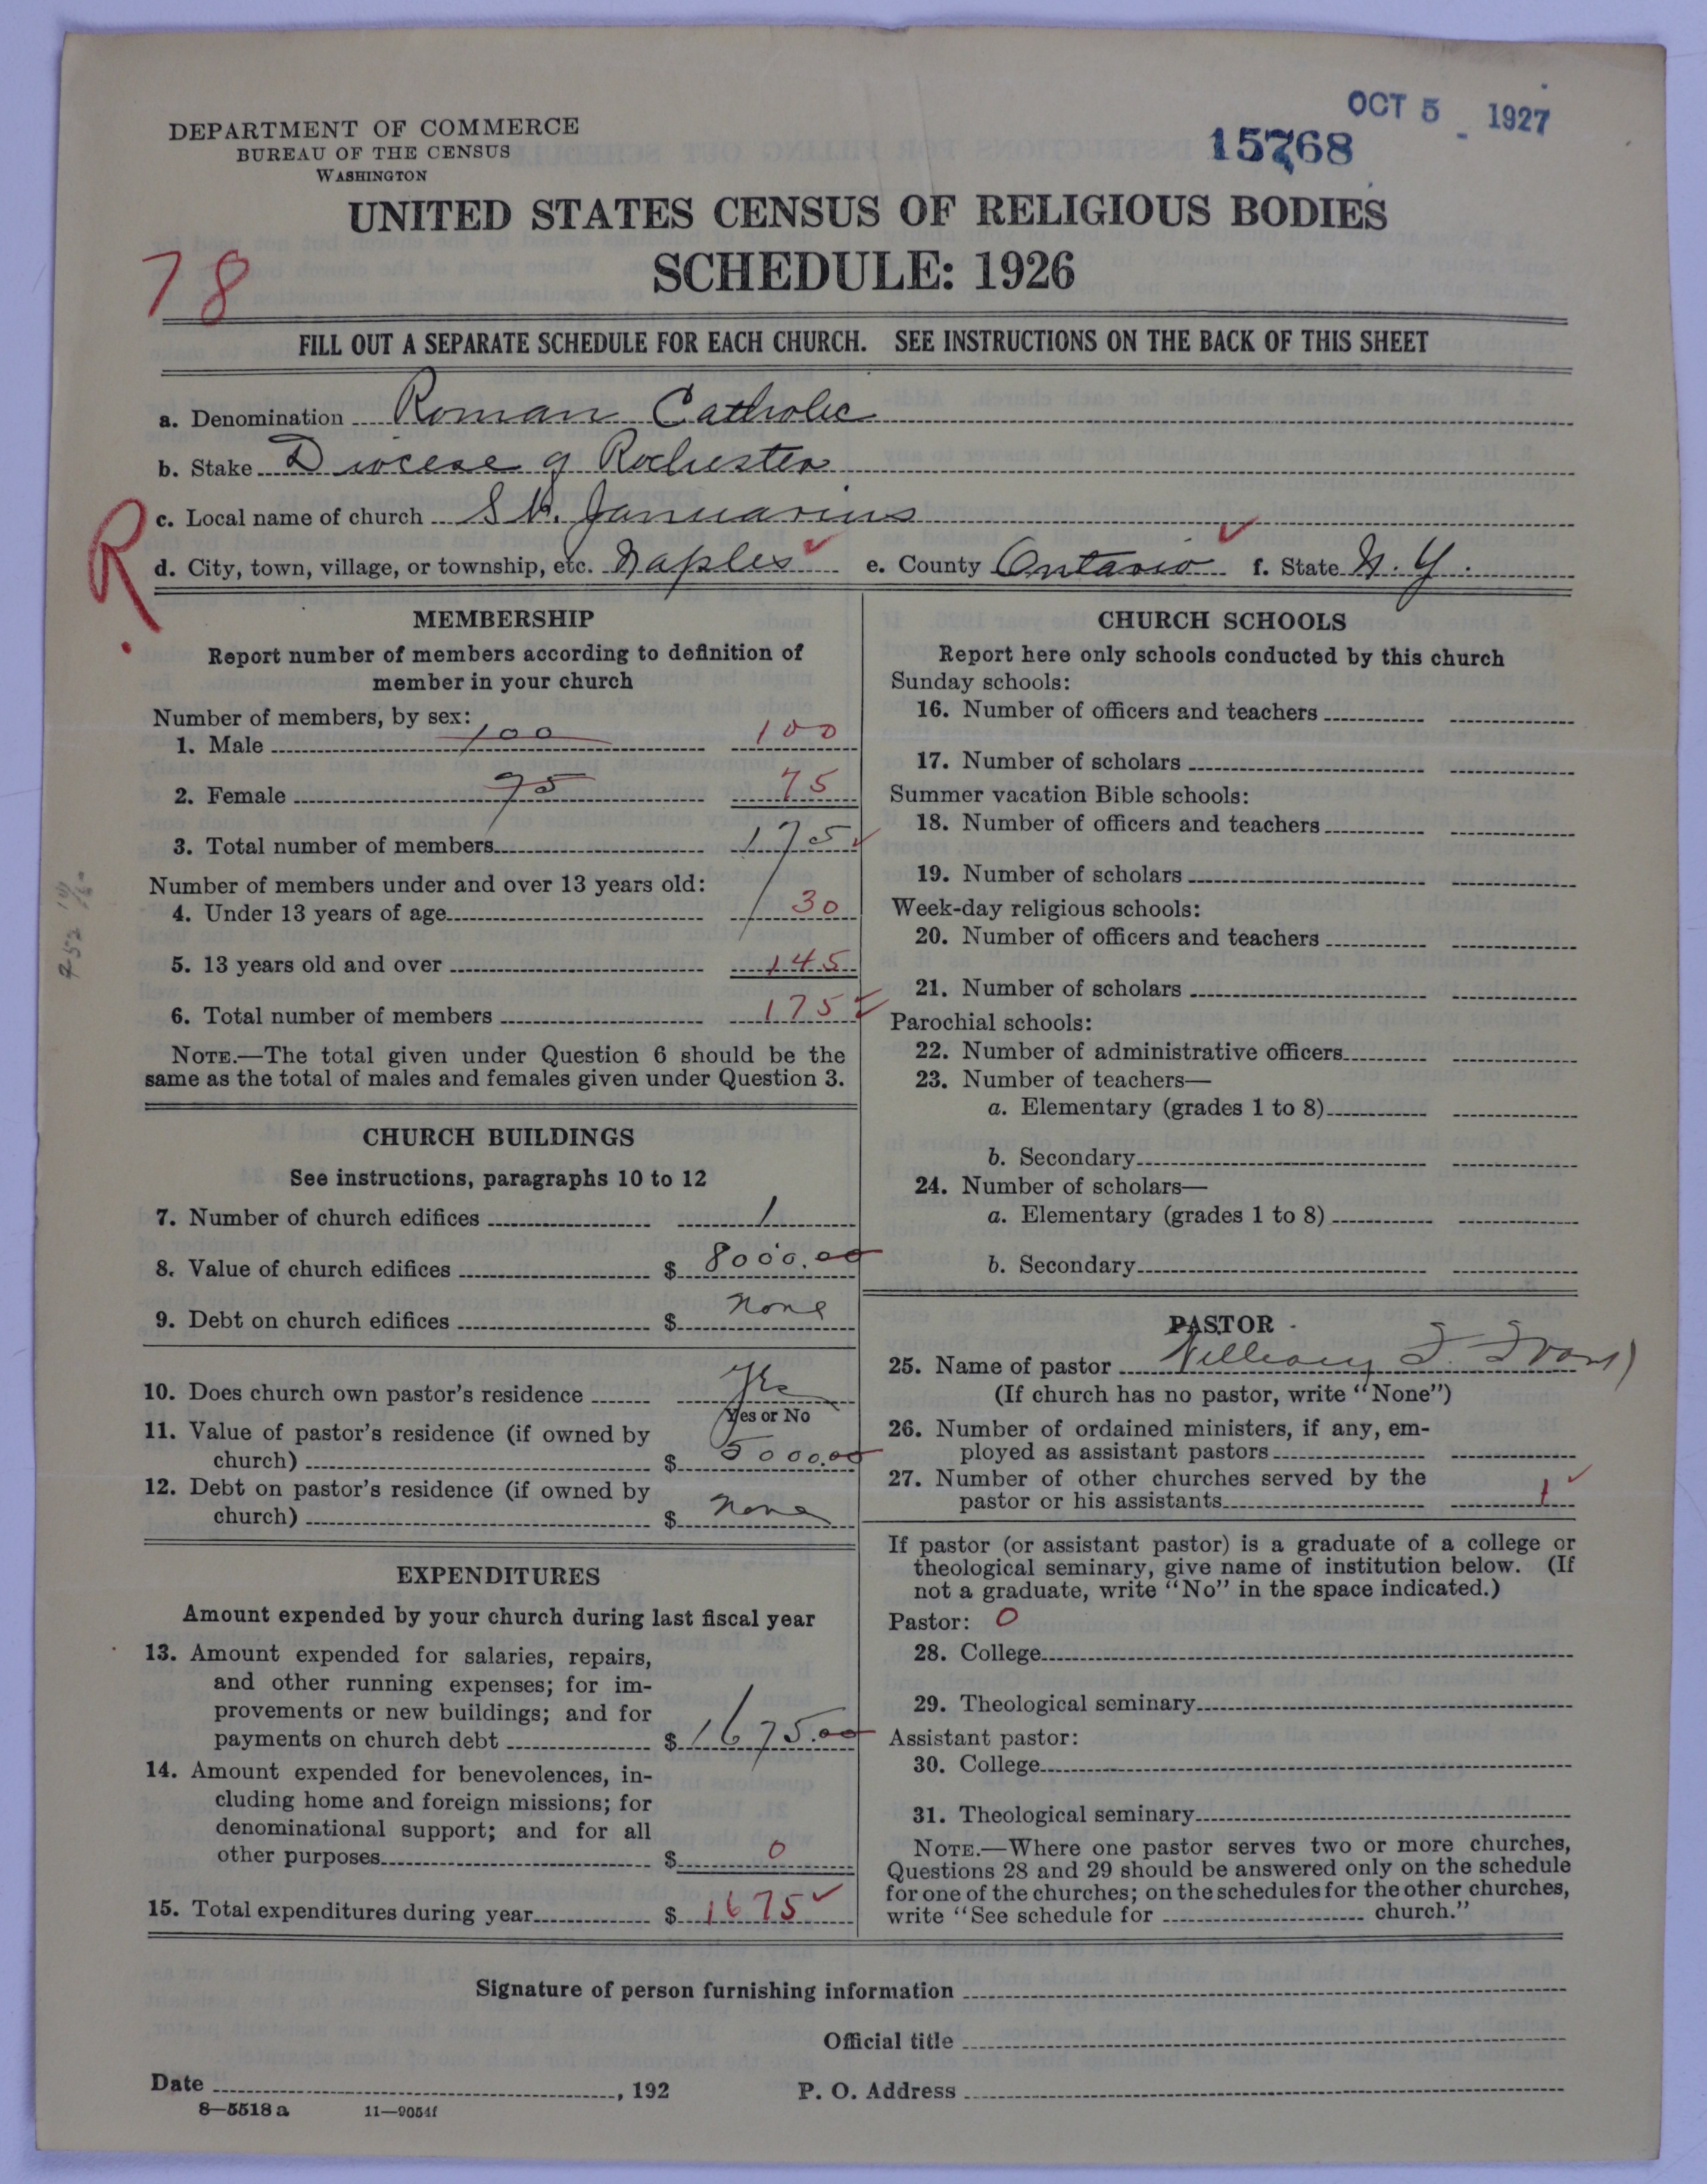 OCT 5 1927
15768
DEPARTMENT OF COMMERCE
BUREAU OF THE CENSUS
WASHINGTON
UNITED STATES CENSUS OF RELIGIOUS BODIES
SCHEDULE: 1926
78
FILL OUT A SEPARATE SCHEDULE FOR EACH CHURCH. SEE INSTRUCTIONS ON THE BACK OF THIS SHEET
a. Denomination Roman Catholic
b. Stake Diocese of Rochester
R.
c. Local name of church St. Januarius
d. City, town, village, or township, etc. Naples e. County Ontario f. State N. Y.
MEMBERSHIP
Report number of members according to definition of
member in your church
Number of members, by sex:
1. Male 100 100
2. Female 75 75
3. Total number of members 175
Number of members under and over 13 years old:
4. Under 13 years of age 30
5. 13 years old and over 145
6. Total number of members 175
NOTE.—The total given under Question 6 should be the
same as the total of males and females given under Question 3.
CHURCH BUILDINGS
See instructions, paragraphs 10 to 12
7. Number of church edifices 1
8. Value of church edifices $ 8000.00
9. Debt on church edifices $ none
10. Does church own pastor's residence Yes
Yes or No
11. Value of pastor's residence (if owned by
church) $ 5000.00
12. Debt on pastor's residence (if owned by
church) $ none
EXPENDITURES
Amount expended by your church during last fiscal year
13. Amount expended for salaries, repairs,
and other running expenses; for im-
provements or new buildings; and for
payments on church debt $ 1675.00
14. Amount expended for benevolences, in-
cluding home and foreign missions; for
denominational support; and for all
other purposes $ 0
15. Total expenditures during year $ 1675
CHURCH SCHOOLS
Report here only schools conducted by this church
Sunday schools:
16. Number of officers and teachers
17. Number of scholars
Summer vacation Bible schools:
18. Number of officers and teachers
19. Number of scholars
Week-day religious schools:
20. Number of officers and teachers
21. Number of scholars
Parochial schools:
22. Number of administrative officers
23. Number of teachers—
a. Elementary (grades 1 to 8)
b. Secondary
24. Number of scholars—
a. Elementary (grades 1 to 8)
b. Secondary
PASTOR
25. Name of pastor William
(If church has no pastor, write "None")
26. Number of ordained ministers, if any, em-
ployed as assistant pastors
27. Number of other churches served by the
pastor or his assistants 1
If pastor (or assistant pastor) is a graduate of a college or
theological seminary, give name of institution below. (If
not a graduate, write "No" in the space indicated.)
Pastor: 0
28. College
29. Theological seminary
Assistant pastor:
30. College
31. Theological seminary
NOTE.—Where one pastor serves two or more churches,
Questions 28 and 29 should be answered only on the schedule
for one of the churches; on the schedules for the other churches,
write "See schedule for church."
Signature of person furnishing information
Official title
Date , 192 P. O. Address
8—5518 a 11—9054f